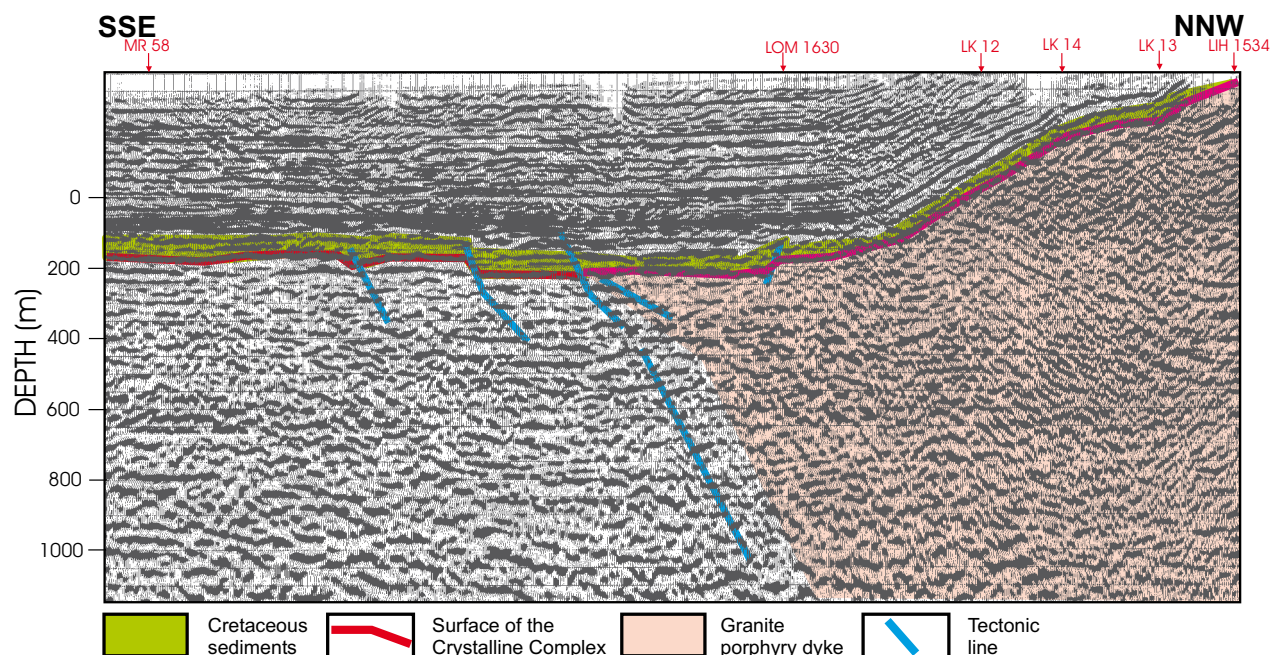 SSE
NNW
MR 58
LOM 1630
LK 12
LK 14
LK 13
LIH 1534
DEPTH (m)
0
200
400
600
800
1000
Cretaceous
sediments
Surface of the
Crystalline Complex
Granite
porphyry dyke
Tectonic
line